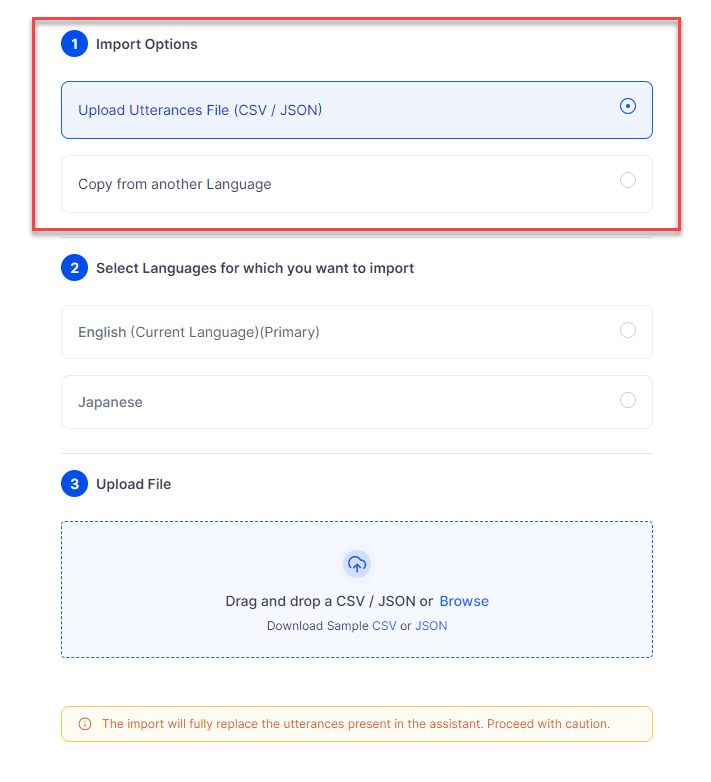 1 Import Options
Upload Utterances File (CSV / JSON)
Copy from another Language
2 Select Languages for which you want to import
English (Current Language)(Primary)
Japanese
3 Upload File
Drag and drop a CSV / JSON or Browse
Download Sample CSV or JSON
The import will fully replace the utterances present in the assistant. Proceed with caution.